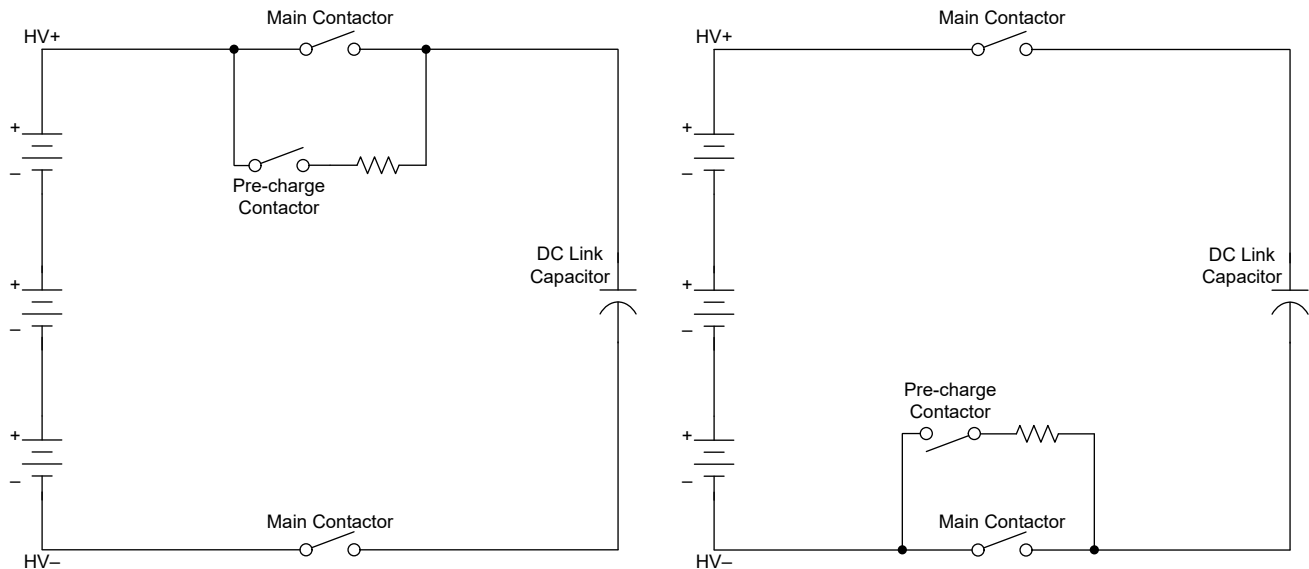 Main Contactor
HV+
+
–
Pre-charge
Contactor
+
–
DC Link
Capacitor
+
–
Main Contactor
HV–
Main Contactor
HV+
+
–
+
–
DC Link
Capacitor
Pre-charge
Contactor
+
–
Main Contactor
HV–